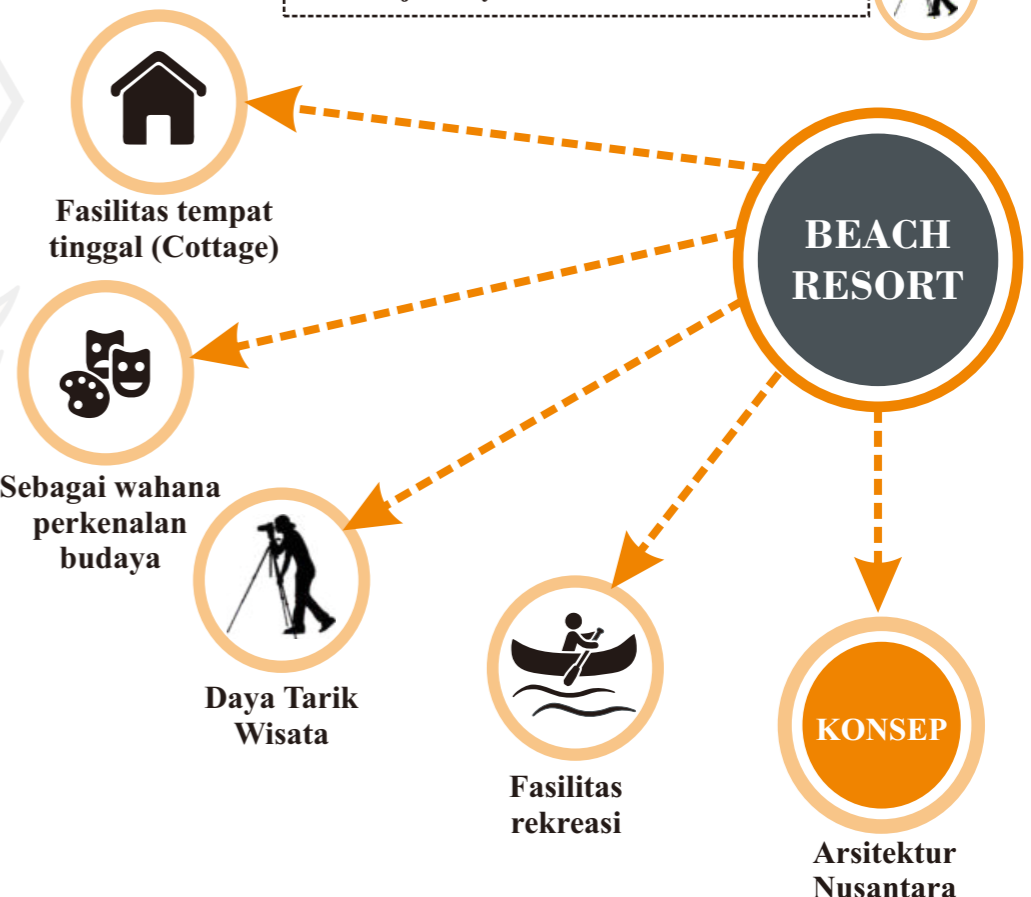 Fasilitas tempat
tinggal (Cottage)
BEACH
RESORT
Sebagai wahana
perkenalan
budaya
Daya Tarik
Wisata
Fasilitas
rekreasi
KONSEP
Arsitektur
Nusantara